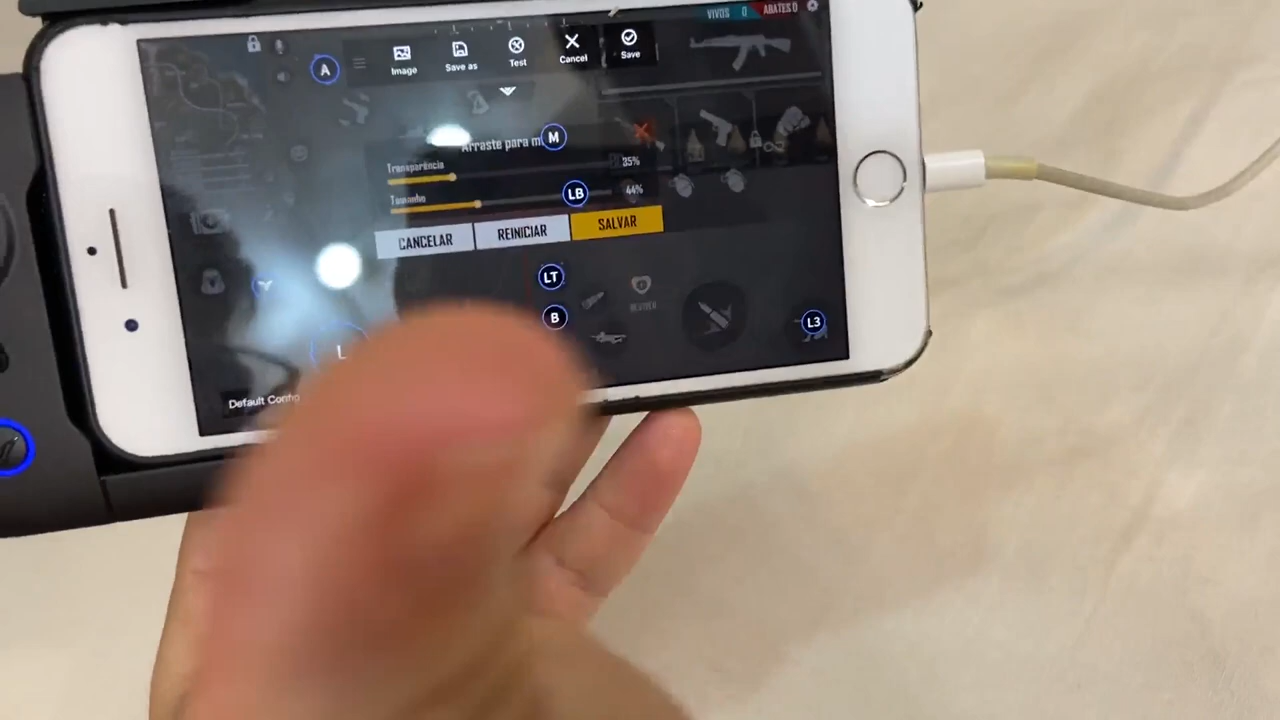 VIVOS 0 ABATES 0
A
Image
Save as
Test
Cancel
Save
Arraste para m
M
Transparência
35%
Tamanho
LB
44%
CANCELAR
REINICIAR
SALVAR
LT
B
L3
L
Default Config